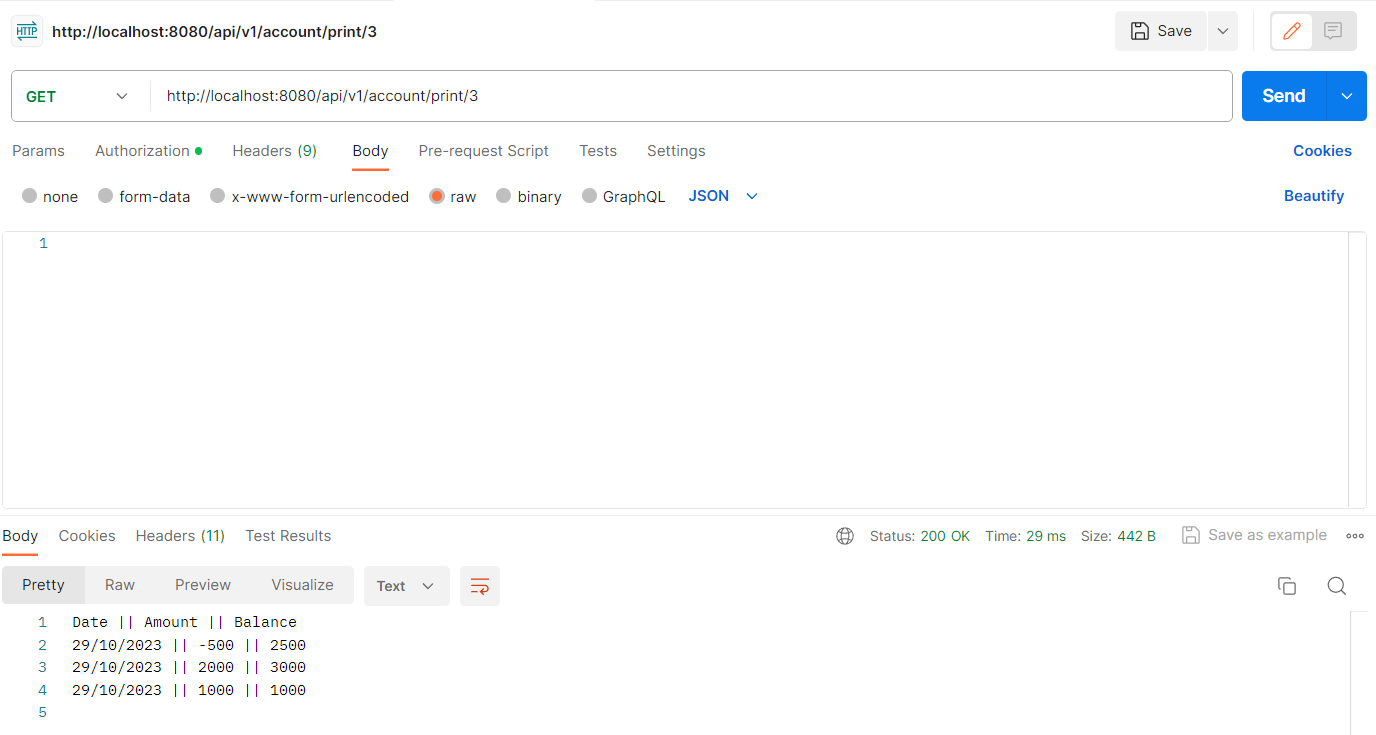 HTTP http://localhost:8080/api/v1/account/print/3 Save
GET http://localhost:8080/api/v1/account/print/3 Send
Params Authorization Headers (9) Body Pre-request Script Tests Settings Cookies
none form-data x-www-form-urlencoded raw binary GraphQL JSON Beautify
1
Body Cookies Headers (11) Test Results Status: 200 OK Time: 29 ms Size: 442 B Save as example
Pretty Raw Preview Visualize Text
1 Date || Amount || Balance
2 29/10/2023 || -500 || 2500
3 29/10/2023 || 2000 || 3000
4 29/10/2023 || 1000 || 1000
5